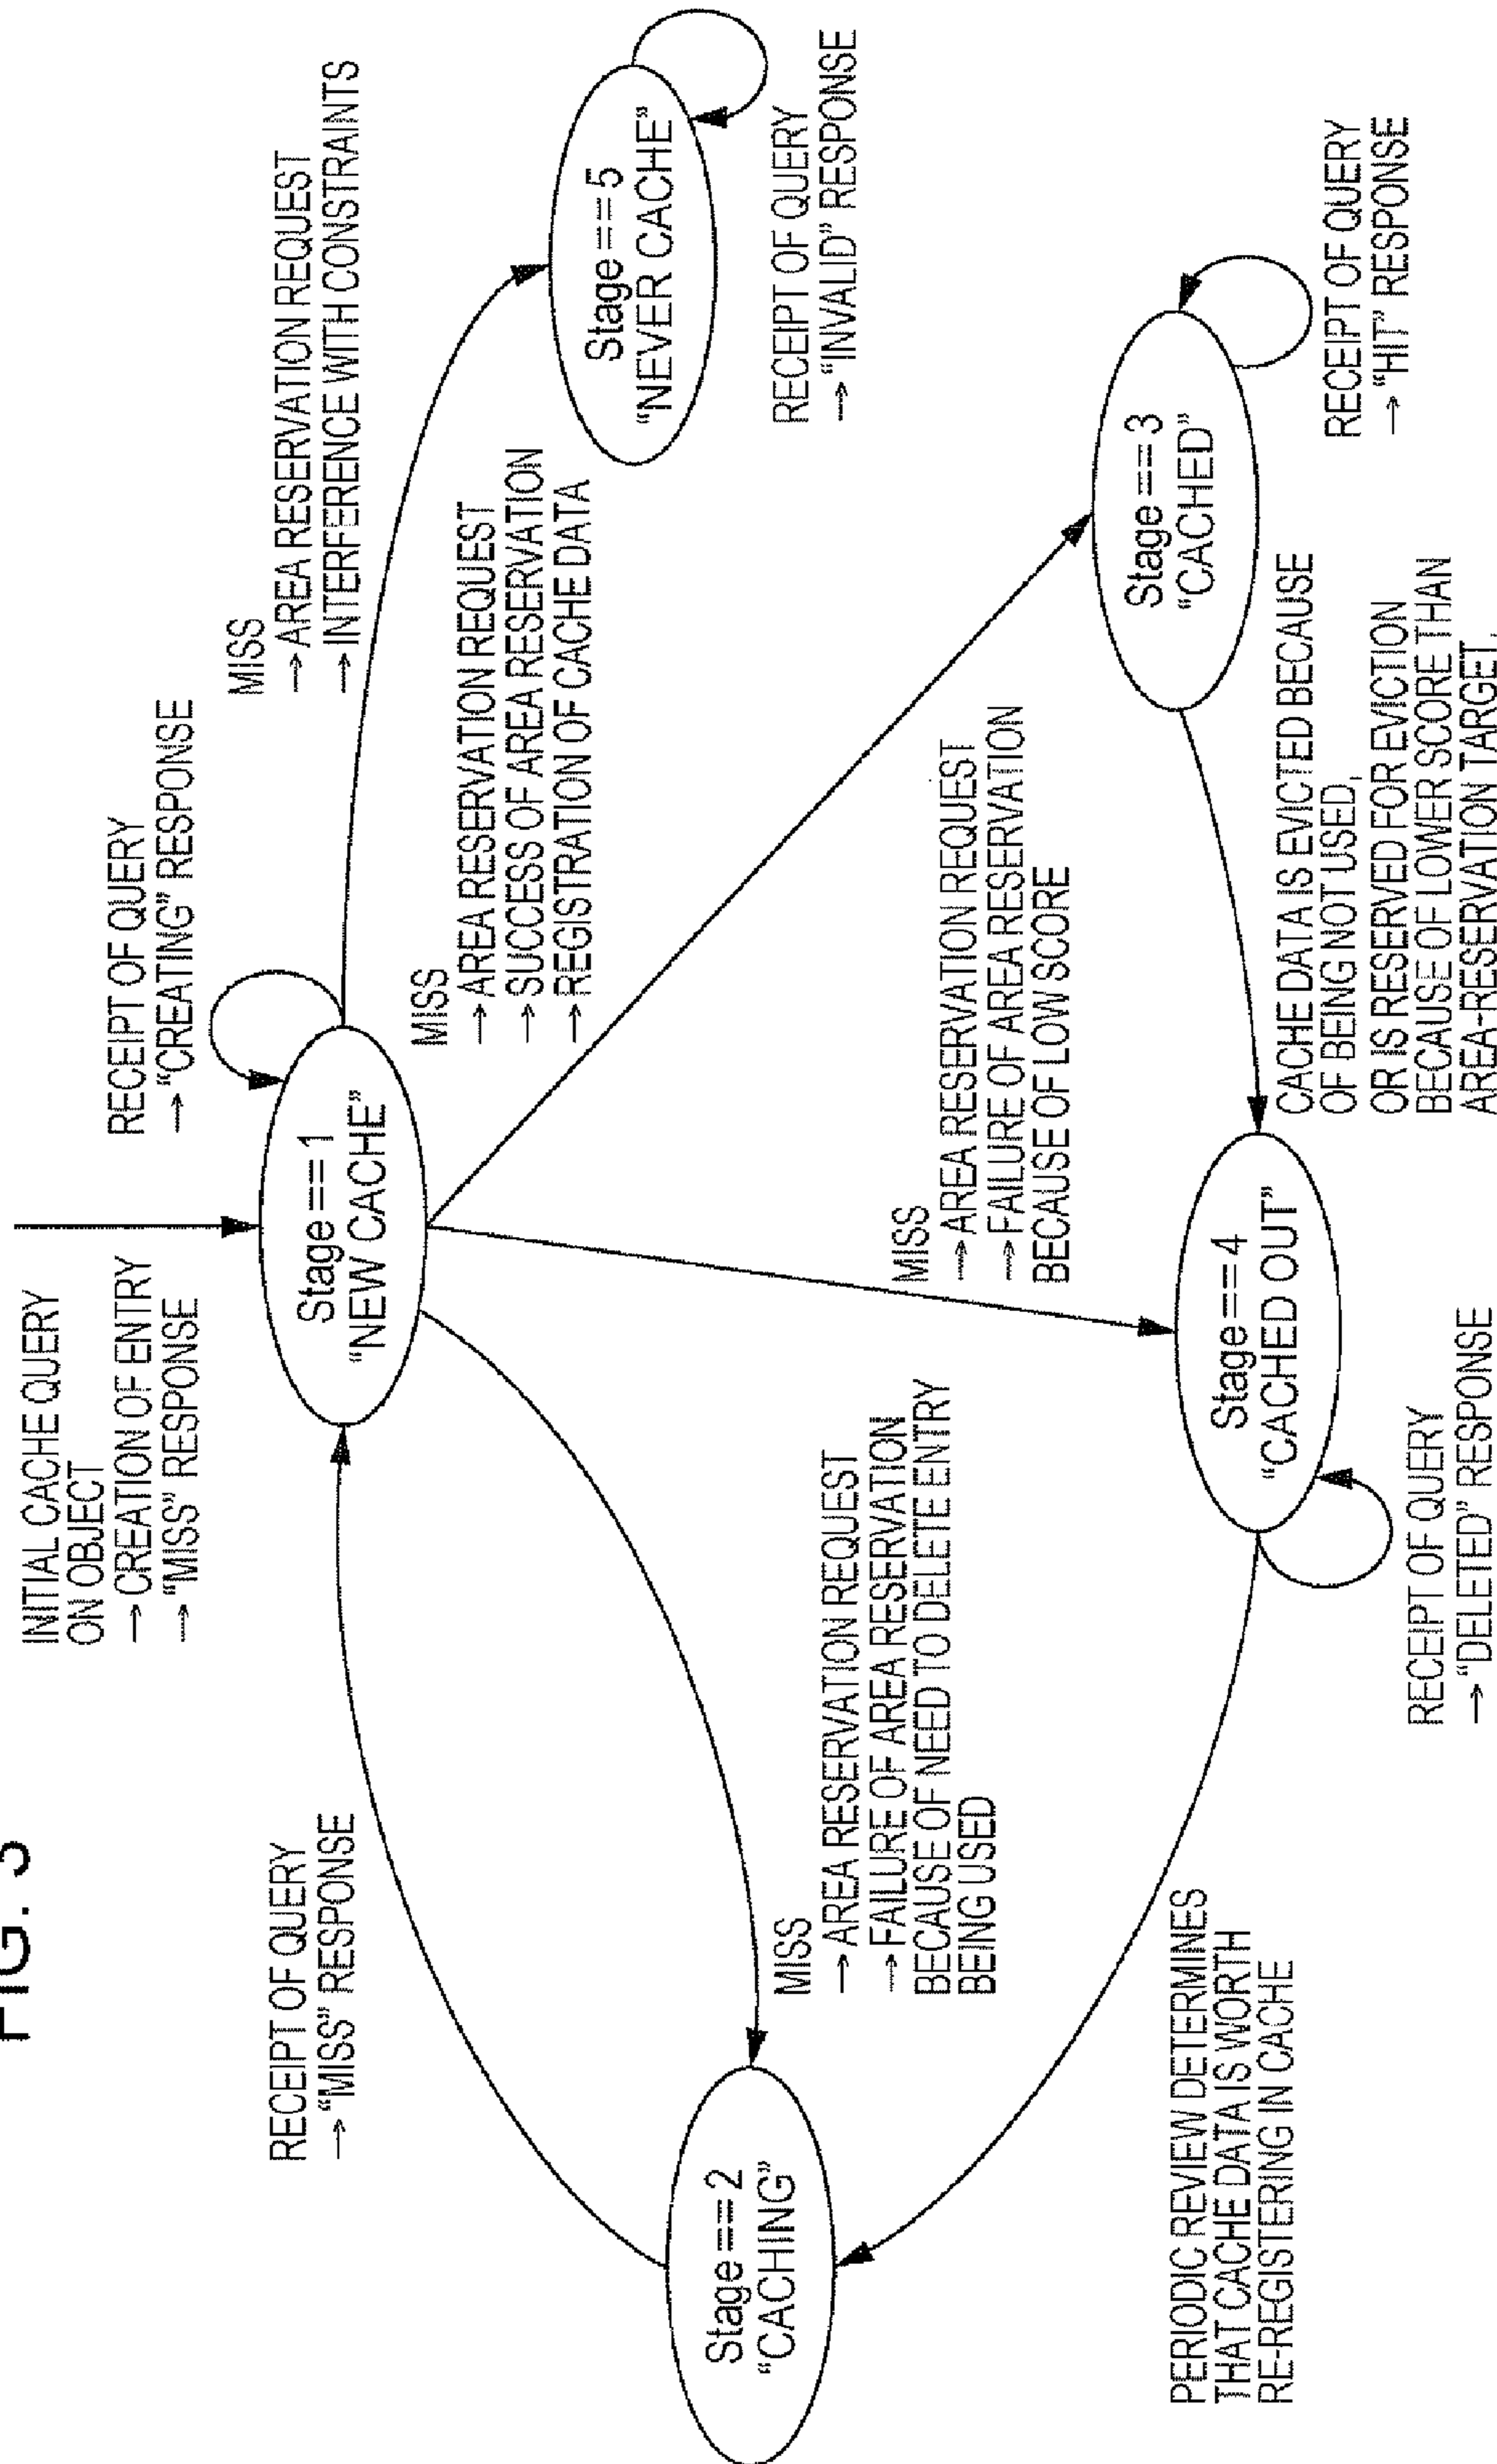 FIG. 3
INITIAL CACHE QUERY
ON OBJECT
→ CREATION OF ENTRY
→ "MISS" RESPONSE
RECEIPT OF QUERY
→ "CREATING" RESPONSE
MISS
→ AREA RESERVATION REQUEST
→ INTERFERENCE WITH CONSTRAINTS
Stage == 1
"NEW CACHE"
RECEIPT OF QUERY
→ "MISS" RESPONSE
MISS
→ AREA RESERVATION REQUEST
→ SUCCESS OF AREA RESERVATION
→ REGISTRATION OF CACHE DATA
Stage == 5
"NEVER CACHE"
RECEIPT OF QUERY
→ "INVALID" RESPONSE
Stage == 2
"CACHING"
MISS
→ AREA RESERVATION REQUEST
→ FAILURE OF AREA RESERVATION
BECAUSE OF NEED TO DELETE ENTRY
BEING USED
MISS
→ AREA RESERVATION REQUEST
→ FAILURE OF AREA RESERVATION
BECAUSE OF LOW SCORE
Stage == 3
"CACHED"
RECEIPT OF QUERY
→ "HIT" RESPONSE
PERIODIC REVIEW DETERMINES
THAT CACHE DATA IS WORTH
RE-REGISTERING IN CACHE
Stage == 4
"CACHED OUT"
CACHE DATA IS EVICTED BECAUSE
OF BEING NOT USED,
OR IS RESERVED FOR EVICTION
BECAUSE OF LOWER SCORE THAN
AREA-RESERVATION TARGET.
RECEIPT OF QUERY
→ "DELETED" RESPONSE